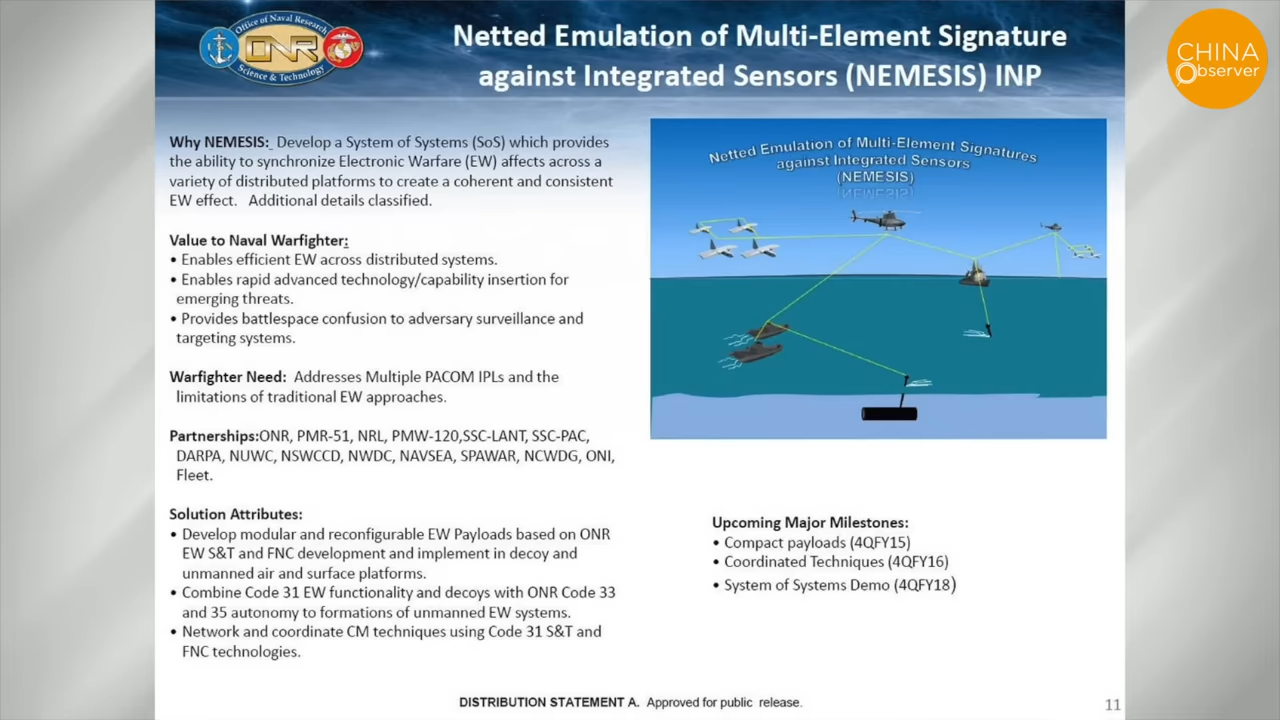 Office of Naval Research
ONR
Science & Technology
Netted Emulation of Multi-Element Signature
against Integrated Sensors (NEMESIS) INP
CHINA
Observer
Why NEMESIS: Develop a System of Systems (SoS) which provides
the ability to synchronize Electronic Warfare (EW) affects across a
variety of distributed platforms to create a coherent and consistent
EW effect. Additional details classified.
Value to Naval Warfighter:
• Enables efficient EW across distributed systems.
• Enables rapid advanced technology/capability insertion for
emerging threats.
• Provides battlespace confusion to adversary surveillance and
targeting systems.
Warfighter Need: Addresses Multiple PACOM IPLs and the
limitations of traditional EW approaches.
Partnerships:ONR, PMR-51, NRL, PMW-120,SSC-LANT, SSC-PAC,
DARPA, NUWC, NSWCCD, NWDC, NAVSEA, SPAWAR, NCWDG, ONI,
Fleet.
Solution Attributes:
• Develop modular and reconfigurable EW Payloads based on ONR
EW S&T and FNC development and implement in decoy and
unmanned air and surface platforms.
• Combine Code 31 EW functionality and decoys with ONR Code 33
and 35 autonomy to formations of unmanned EW systems.
• Network and coordinate CM techniques using Code 31 S&T and
FNC technologies.
Netted Emulation of Multi-Element Signatures
against Integrated Sensors
(NEMESIS)
Upcoming Major Milestones:
• Compact payloads (4QFY15)
• Coordinated Techniques (4QFY16)
• System of Systems Demo (4QFY18)
DISTRIBUTION STATEMENT A. Approved for public release.
11